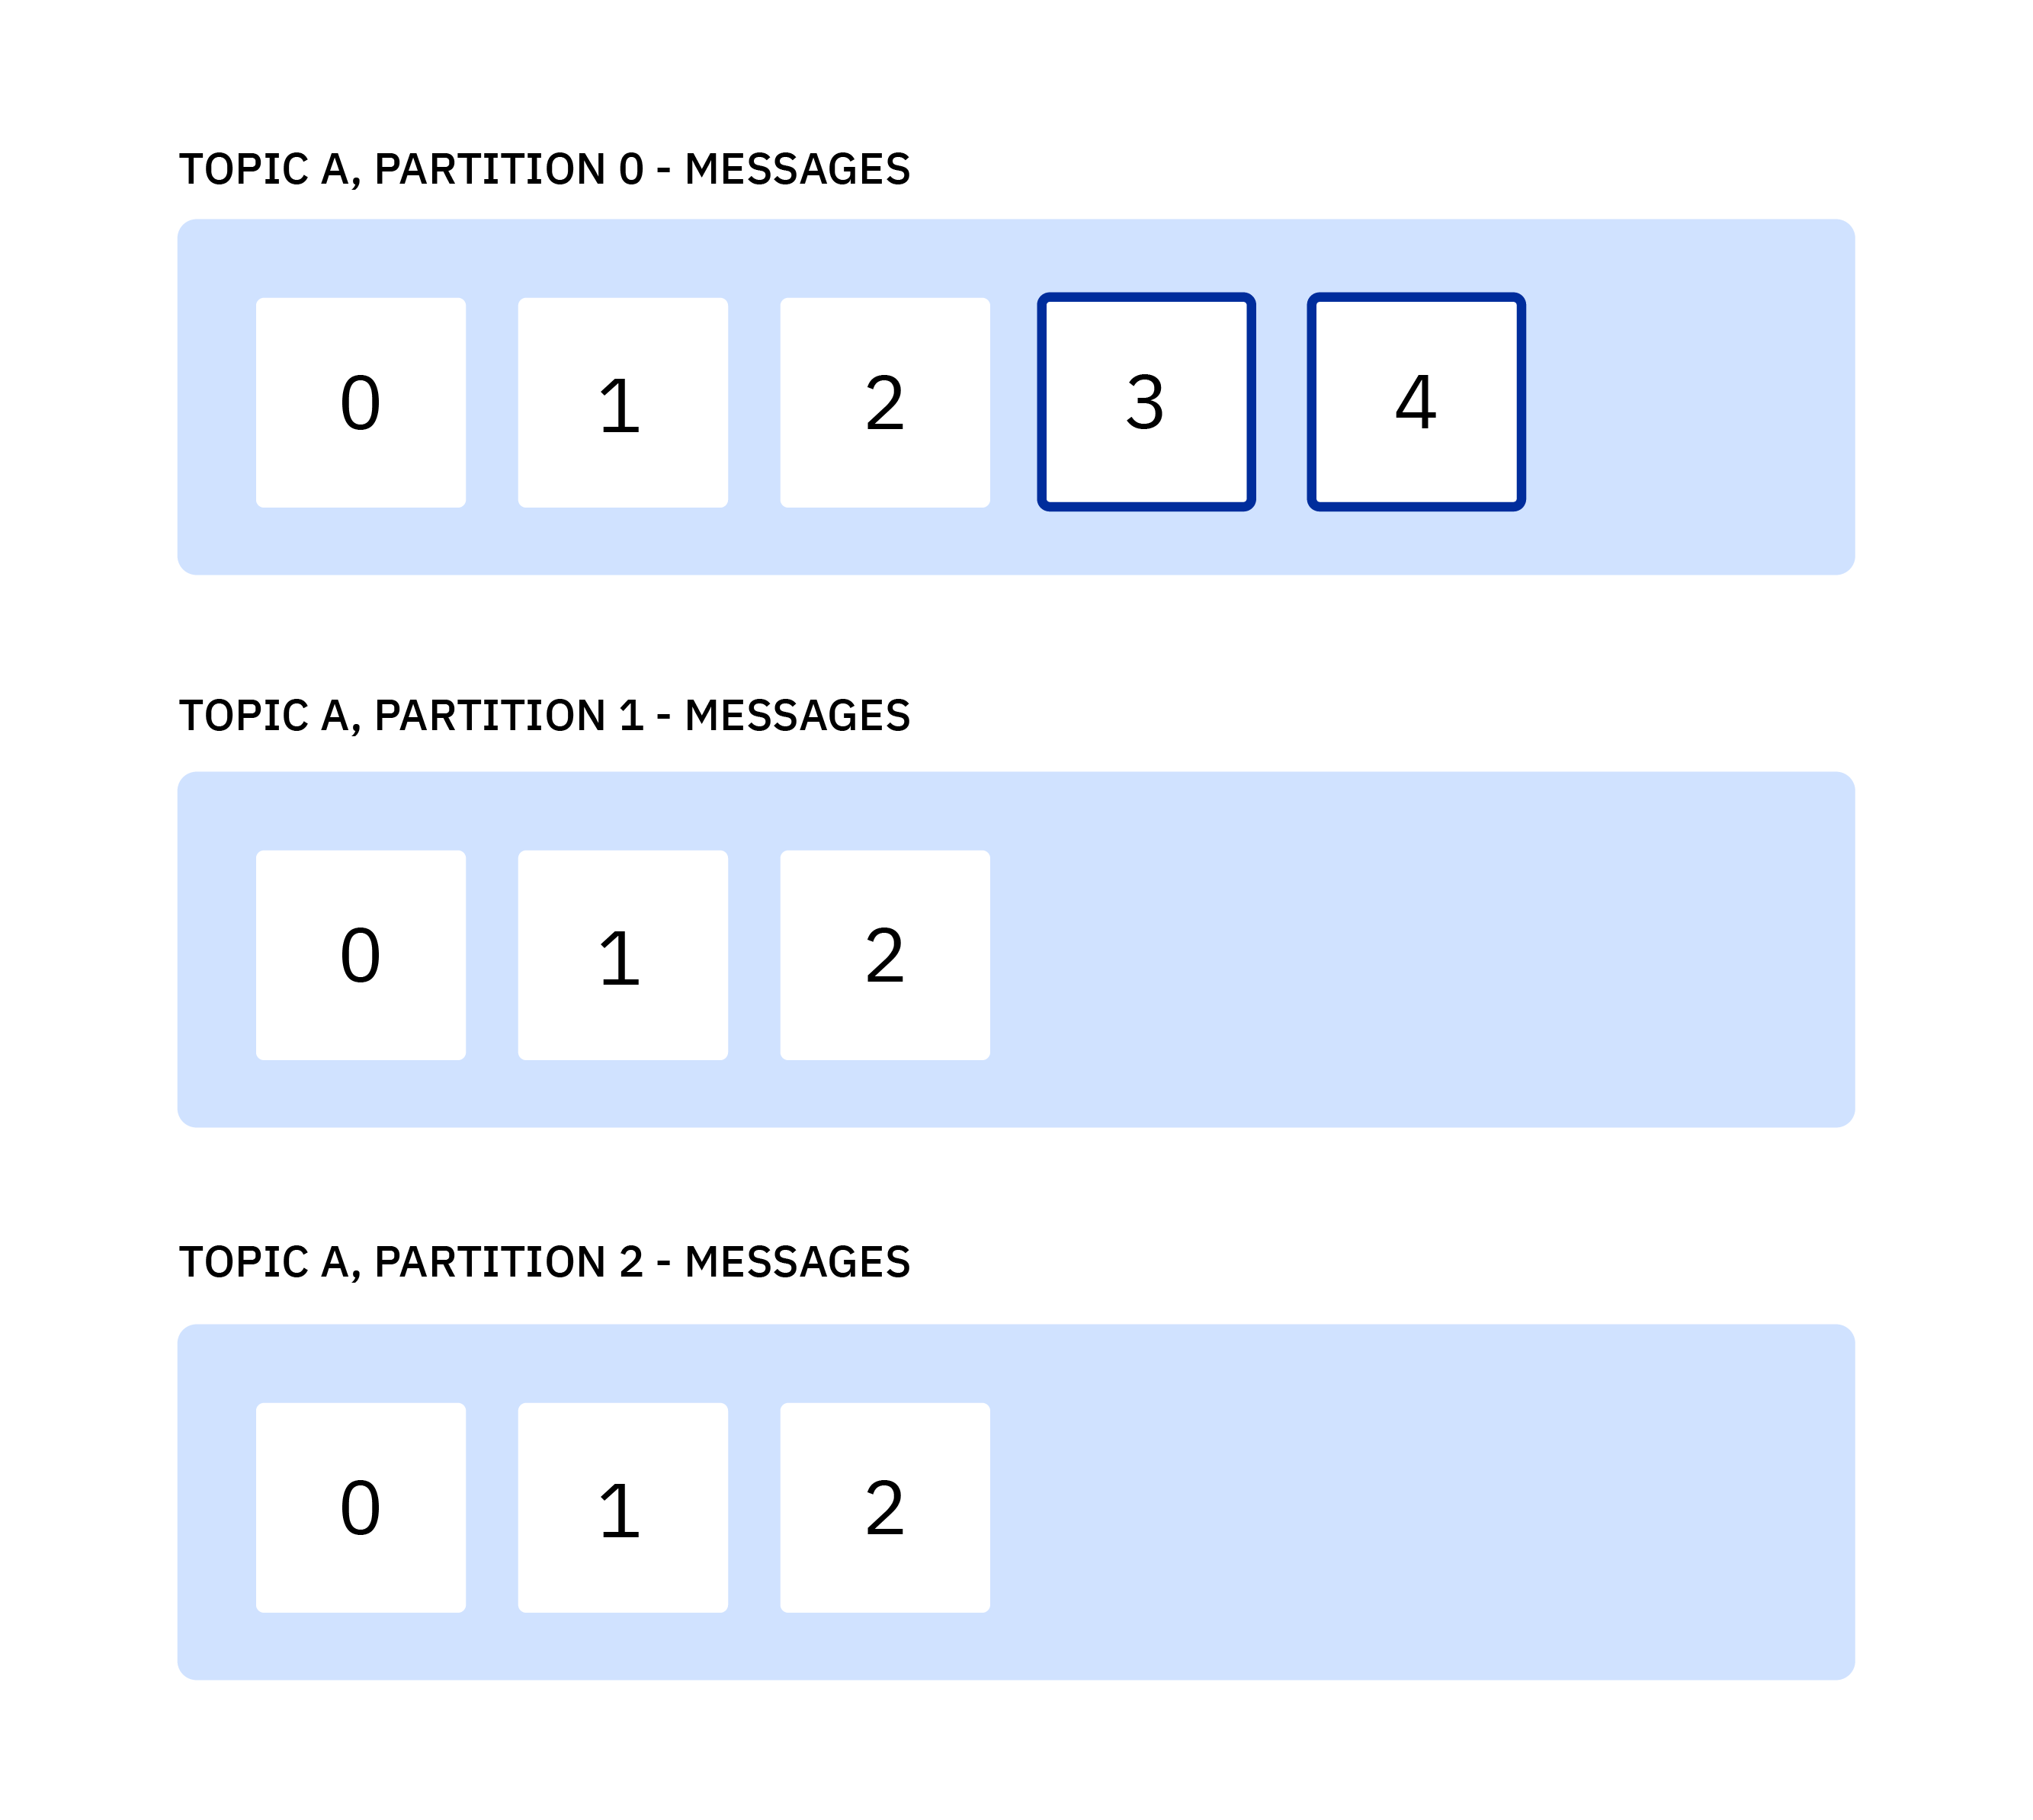 TOPIC A, PARTITION 0 - MESSAGES
0 1 2 3 4
TOPIC A, PARTITION 1 - MESSAGES
0 1 2
TOPIC A, PARTITION 2 - MESSAGES
0 1 2